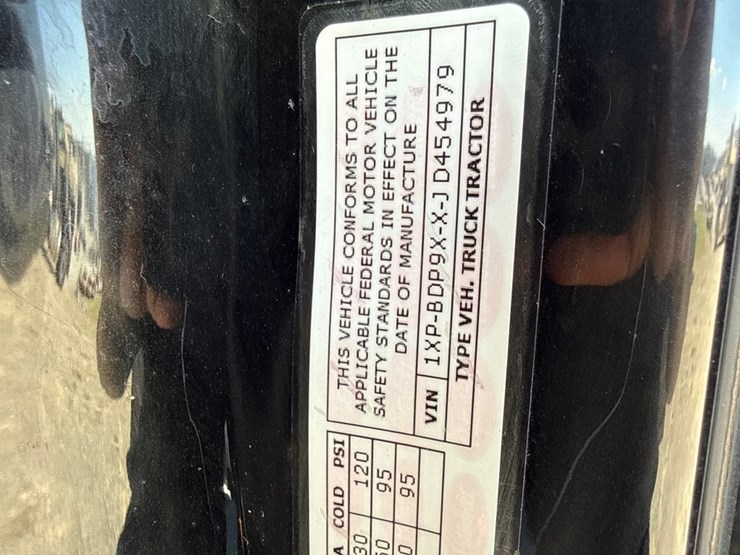 THIS VEHICLE CONFORMS TO ALL
APPLICABLE FEDERAL MOTOR VEHICLE
SAFETY STANDARDS IN EFFECT ON THE
DATE OF MANUFACTURE
VIN 1XP-BDP9X-X-J D454979
TYPE VEH. TRUCK TRACTOR
COLD PSI
120
95
95